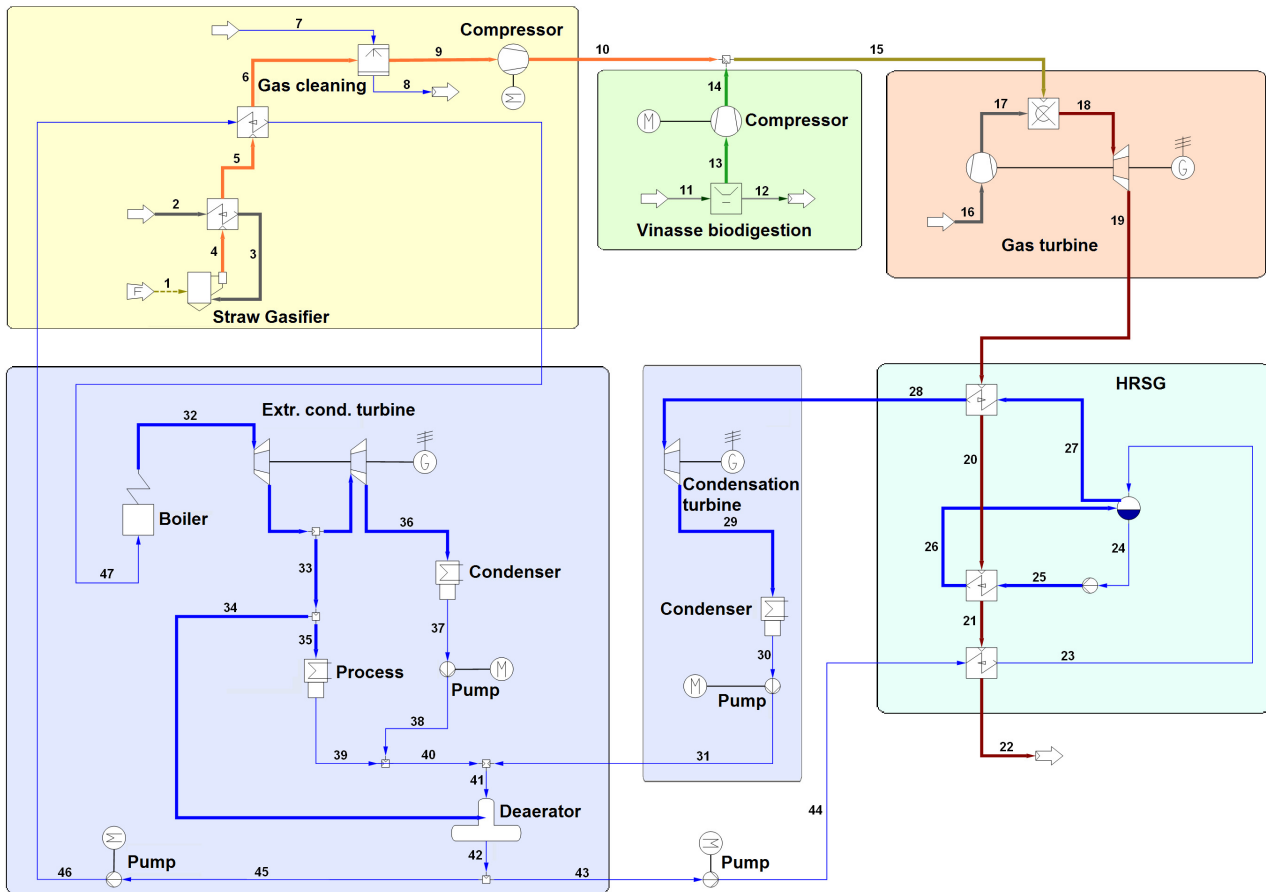 7
Compressor
9
10
15
6
Gas cleaning
8
14
17
18
M
Compressor
5
13
G
2
11
12
16
19
4
3
Vinasse biodigestion
Gas turbine
F
1
Straw Gasifier
HRSG
32
Extr. cond. turbine
28
27
20
G
G
Condensation
turbine
Boiler
36
29
26
24
33
Condenser
47
25
34
Condenser
21
35
37
30
23
Process
M
M
Pump
Pump
38
39
40
31
22
41
Deaerator
44
42
Pump
Pump
46
45
43